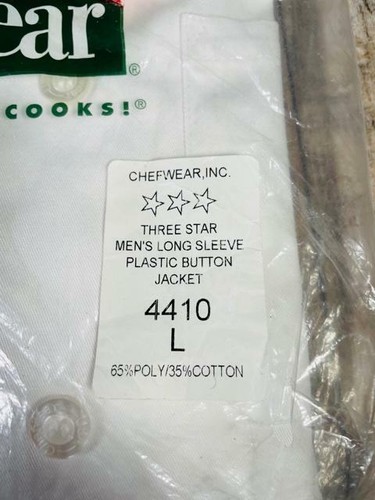 ear
®
COOKS!®
CHEFWEAR,INC.
THREE STAR
MEN'S LONG SLEEVE
PLASTIC BUTTON
JACKET
4410
L
65%POLY/35%COTTON